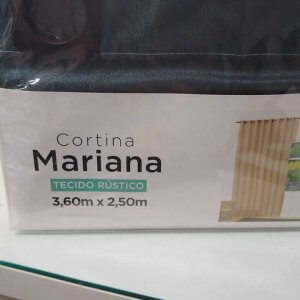 Cortina
Mariana
TECIDO RÚSTICO
3,60m x 2,50m